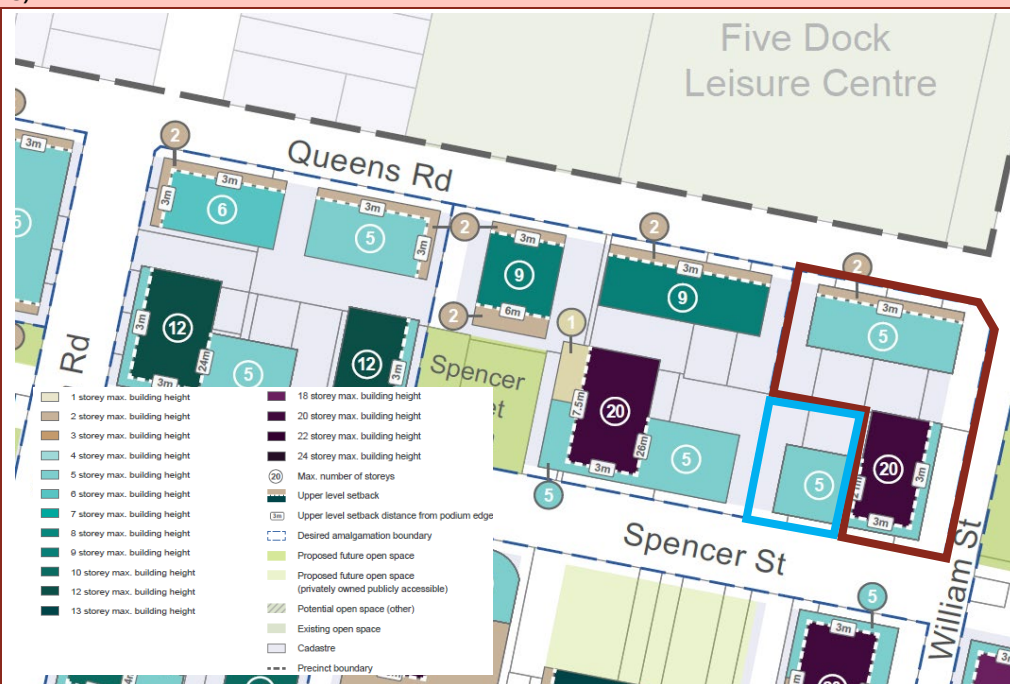 Five Dock
Leisure Centre
Queens Rd
2
3m
3m
3m
6
3m
5
3m
2
3m
9
6m
2
2
3m
9
2
3m
5
3m
12
24m
3m
5
12
3m
Spencer
et
1
7.5m
20
26m
3m
5
5
5
20
3m
3m
Rd
Spencer St
William St
5
3m
1 storey max. building height
2 storey max. building height
3 storey max. building height
4 storey max. building height
5 storey max. building height
6 storey max. building height
7 storey max. building height
8 storey max. building height
9 storey max. building height
10 storey max. building height
12 storey max. building height
13 storey max. building height
18 storey max. building height
20 storey max. building height
22 storey max. building height
24 storey max. building height
20 Max. number of storeys
Upper level setback
3m Upper level setback distance from podium edge
Desired amalgamation boundary
Proposed future open space
Proposed future open space
(privately owned publicly accessible)
Potential open space (other)
Existing open space
Cadastre
Precinct boundary